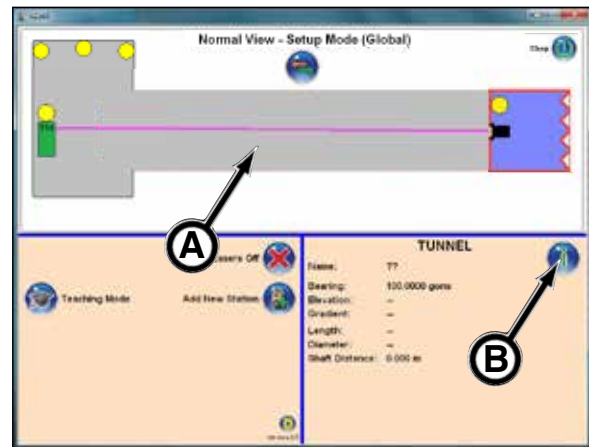 Normal View - Setup Mode (Global)
Stop
A
Lasers Off
Teaching Mode
Add New Station
TUNNEL
Name: ??
Bearing: 100.0000 gons
Elevation: --
Gradient: --
Length: --
Diameter: --
Shaft Distance: 0.000 m
B